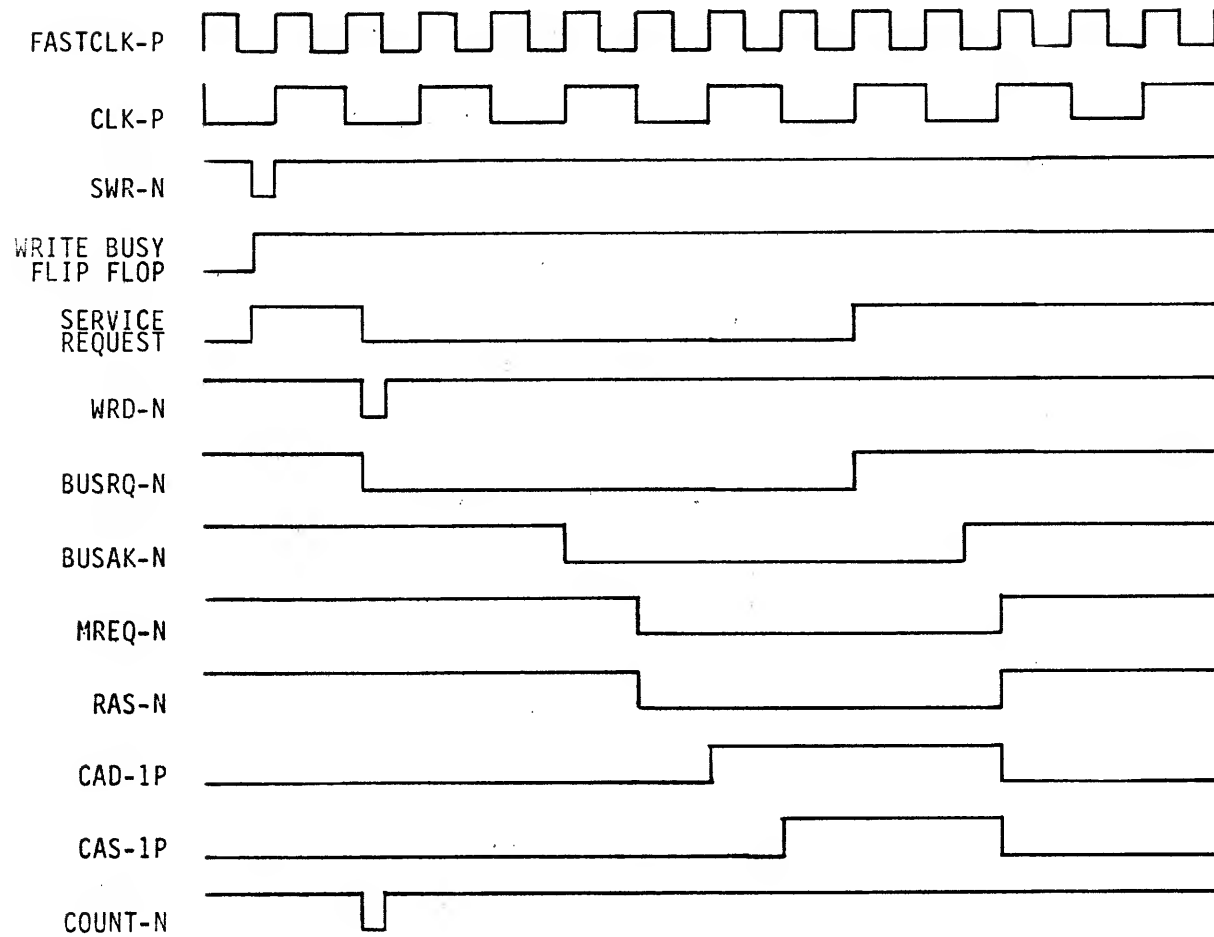 FASTCLK-P
CLK-P
SWR-N
WRITE BUSY
FLIP FLOP
SERVICE
REQUEST
WRD-N
BUSRQ-N
BUSAK-N
MREQ-N
RAS-N
CAD-1P
CAS-1P
COUNT-N